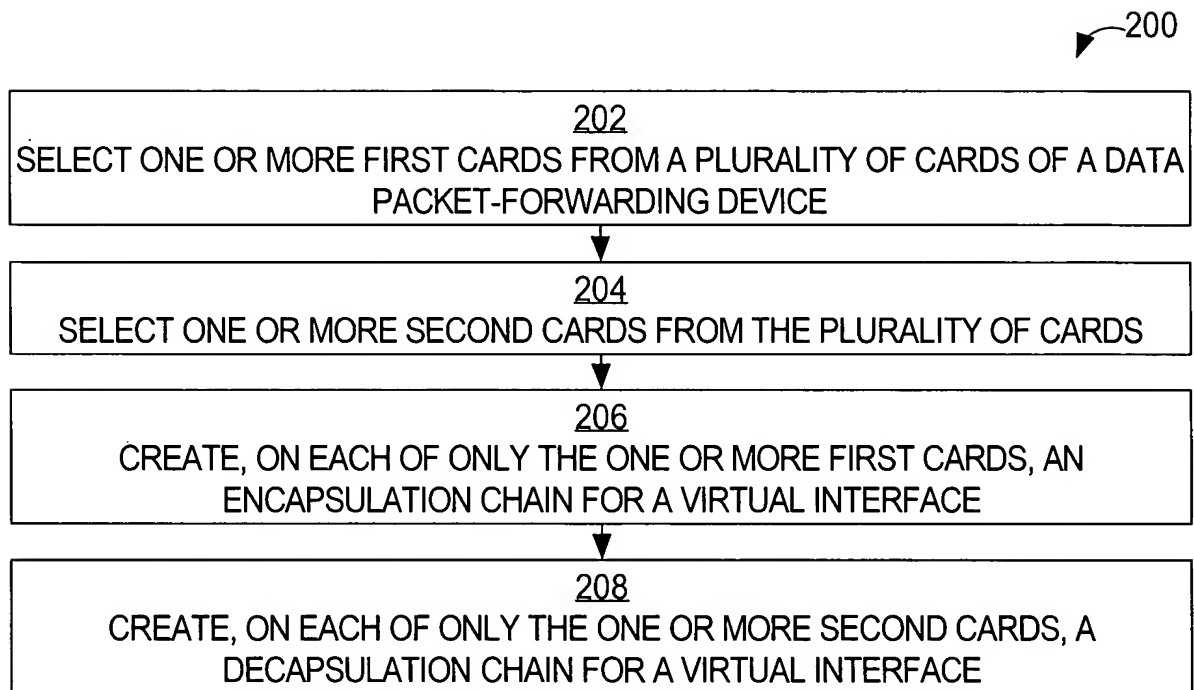 200
202
SELECT ONE OR MORE FIRST CARDS FROM A PLURALITY OF CARDS OF A DATA
PACKET-FORWARDING DEVICE
204
SELECT ONE OR MORE SECOND CARDS FROM THE PLURALITY OF CARDS
206
CREATE, ON EACH OF ONLY THE ONE OR MORE FIRST CARDS, AN
ENCAPSULATION CHAIN FOR A VIRTUAL INTERFACE
208
CREATE, ON EACH OF ONLY THE ONE OR MORE SECOND CARDS, A
DECAPSULATION CHAIN FOR A VIRTUAL INTERFACE